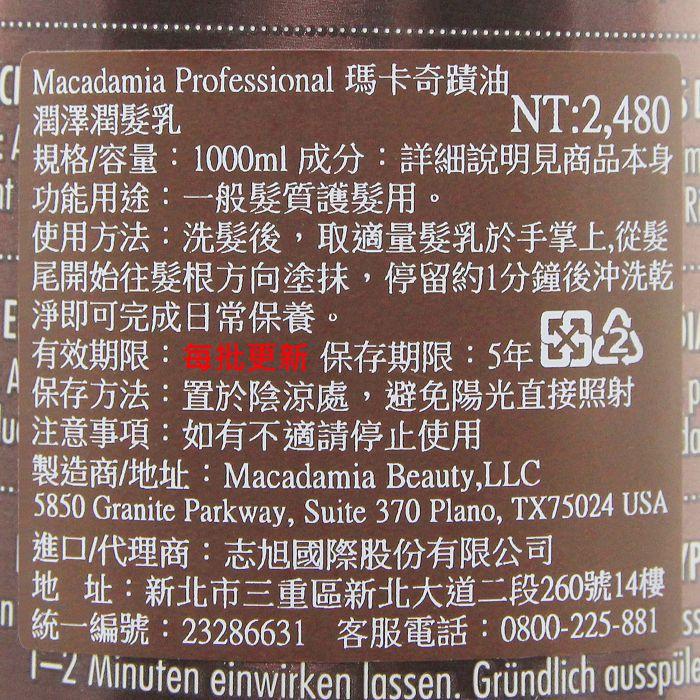 Macadamia Professional 瑪卡奇蹟油
潤澤潤髮乳 NT:2,480
規格/容量：1000ml 成分：詳細說明見商品本身
功能用途：一般髮質護髮用。
使用方法：洗髮後，取適量髮乳於手掌上,從髮
尾開始往髮根方向塗抹，停留約1分鐘後沖洗乾
淨即可完成日常保養。
有效期限：每批更新 保存期限：5年
保存方法：置於陰涼處，避免陽光直接照射
注意事項：如有不適請停止使用
製造商/地址：Macadamia Beauty,LLC
5850 Granite Parkway, Suite 370 Plano, TX75024 USA
進口/代理商：志旭國際股份有限公司
地 址：新北市三重區新北大道二段260號14樓
統一編號：23286631 客服電話：0800-225-881
1–2 Minuten einwirken lassen. Gründlich ausspül